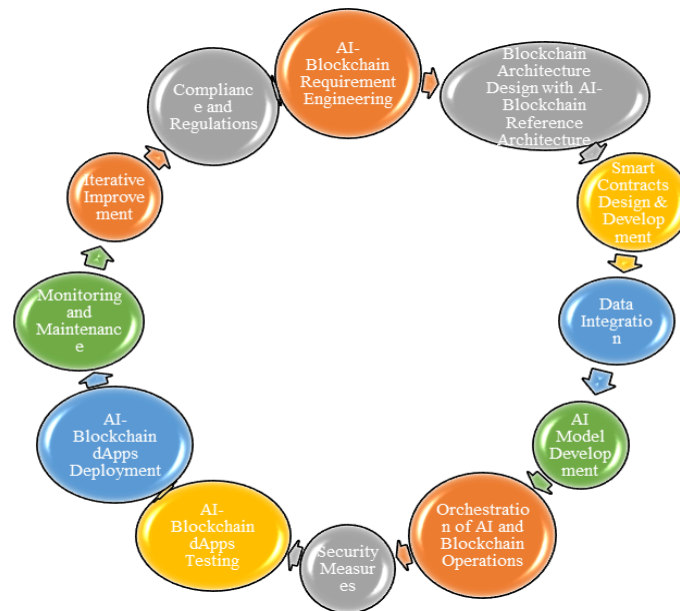 AI-
Blockchain
Requirement
Engineering
Blockchain
Architecture
Design with AI-
Blockchain
Reference
Architecture
Smart
Contracts
Design &
Development
Data
Integratio
n
AI
Model
Develop
ment
Orchestratio
n of AI and
Blockchain
Operations
Security
Measur
es
AI-
Blockchain
dApps
Testing
AI-
Blockchain
dApps
Deployment
Monitoring
and
Maintenanc
e
Iterative
Improve
ment
Complianc
e and
Regulations